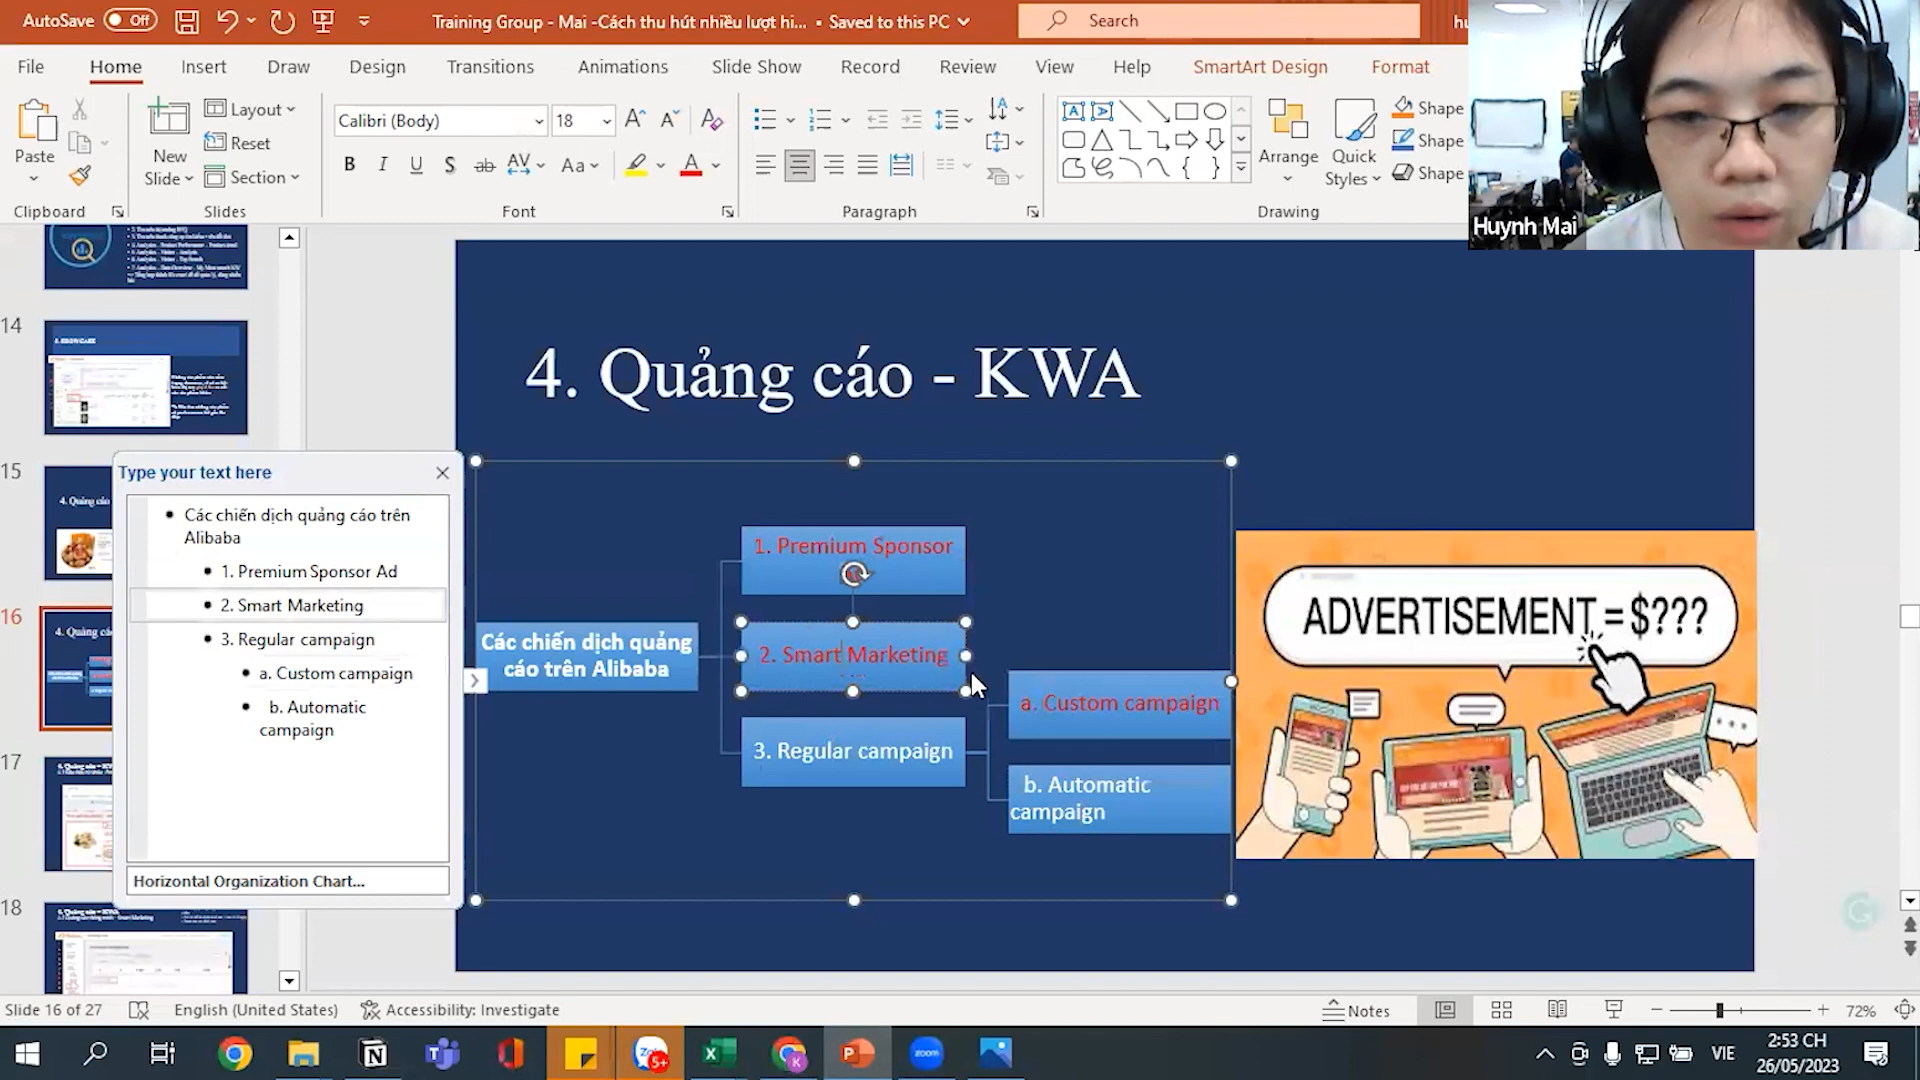 AutoSave Off
Training Group - Mai -Cách thu hút nhiều lượt hi... • Saved to this PC
Search
File Home Insert Draw Design Transitions Animations Slide Show Record Review View Help SmartArt Design Format
Paste
Clipboard
New Slide
Layout
Reset
Section
Slides
Calibri (Body) 18
Font
Paragraph
Arrange
Quick Styles
Shape
Shape
Shape
Drawing
Huynh Mai
14
15
16
17
18
4. Quảng cáo - KWA
Type your text here
Các chiến dịch quảng cáo trên
Alibaba
1. Premium Sponsor Ad
2. Smart Marketing
3. Regular campaign
a. Custom campaign
b. Automatic
campaign
Horizontal Organization Chart...
Các chiến dịch quảng
cáo trên Alibaba
1. Premium Sponsor
2. Smart Marketing
3. Regular campaign
a. Custom campaign
b. Automatic
campaign
ADVERTISEMENT = $???
Slide 16 of 27
English (United States)
Accessibility: Investigate
Notes
72%
zoom
VIE
2:53 CH
26/05/2023